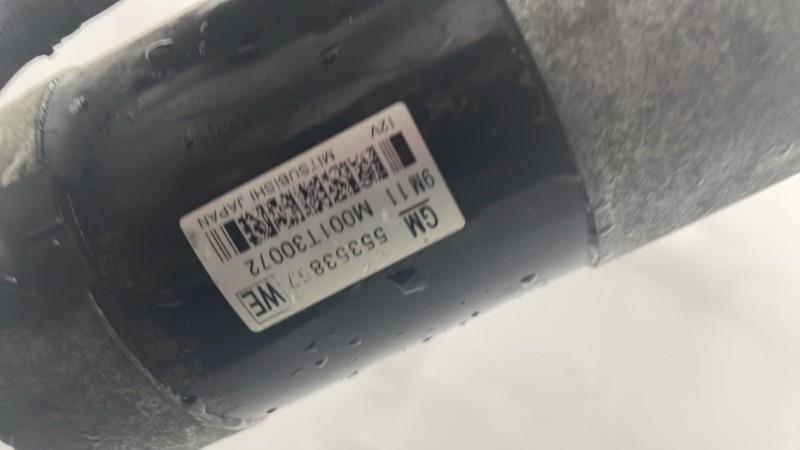 GM 55353857 WE
9M 11 M001T30072
12V MITSUBISHI JAPAN